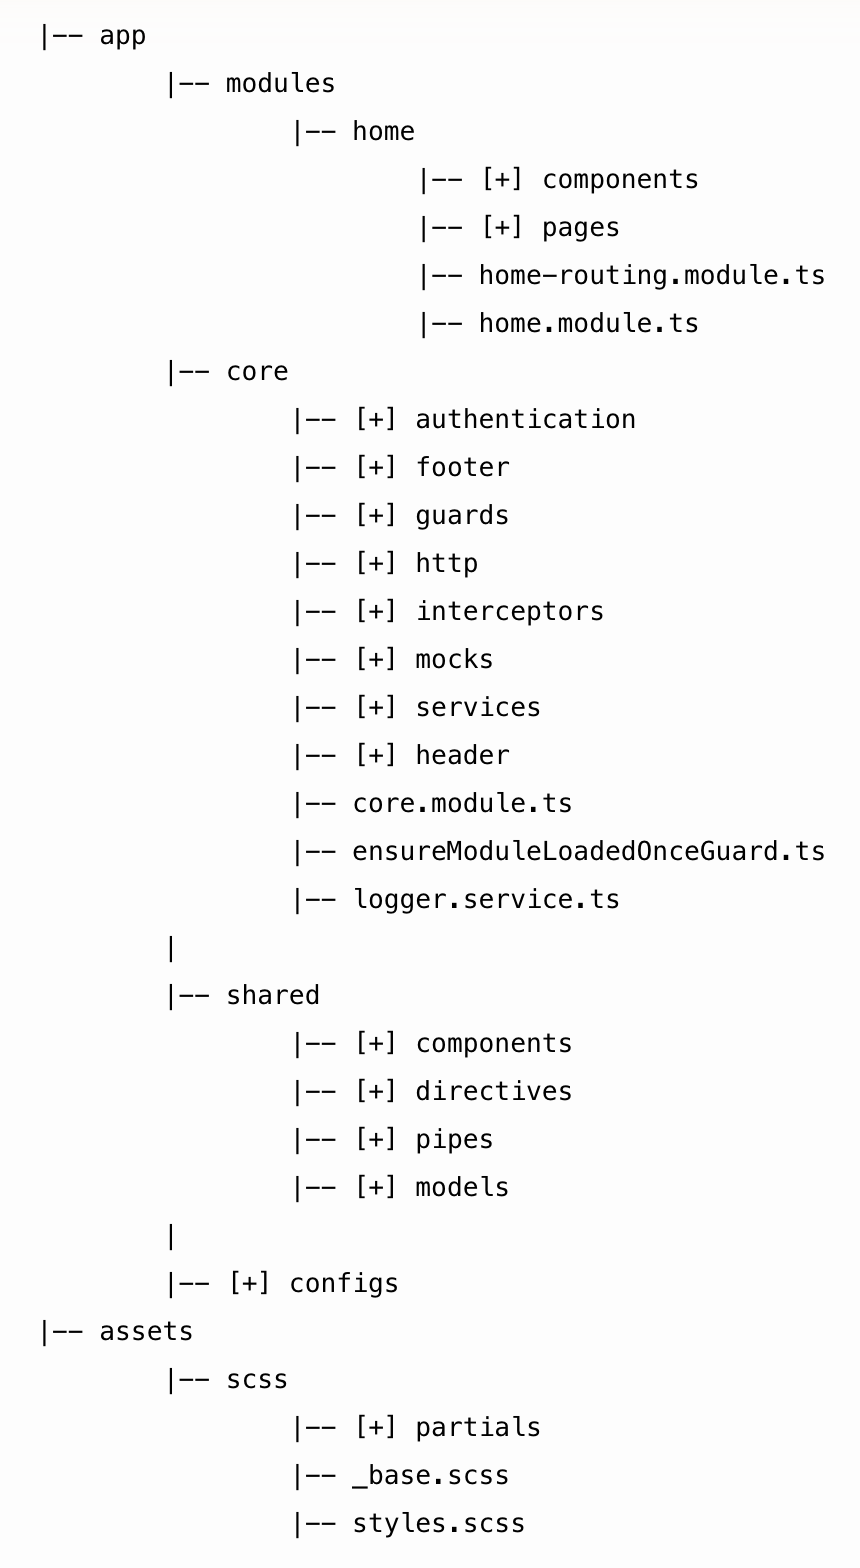 |-- app
        |-- modules
                |-- home
                        |-- [+] components
                        |-- [+] pages
                        |-- home-routing.module.ts
                        |-- home.module.ts
        |-- core
                |-- [+] authentication
                |-- [+] footer
                |-- [+] guards
                |-- [+] http
                |-- [+] interceptors
                |-- [+] mocks
                |-- [+] services
                |-- [+] header
                |-- core.module.ts
                |-- ensureModuleLoadedOnceGuard.ts
                |-- logger.service.ts
        |
        |-- shared
                |-- [+] components
                |-- [+] directives
                |-- [+] pipes
                |-- [+] models
        |
        |-- [+] configs
|-- assets
        |-- scss
                |-- [+] partials
                |-- _base.scss
                |-- styles.scss